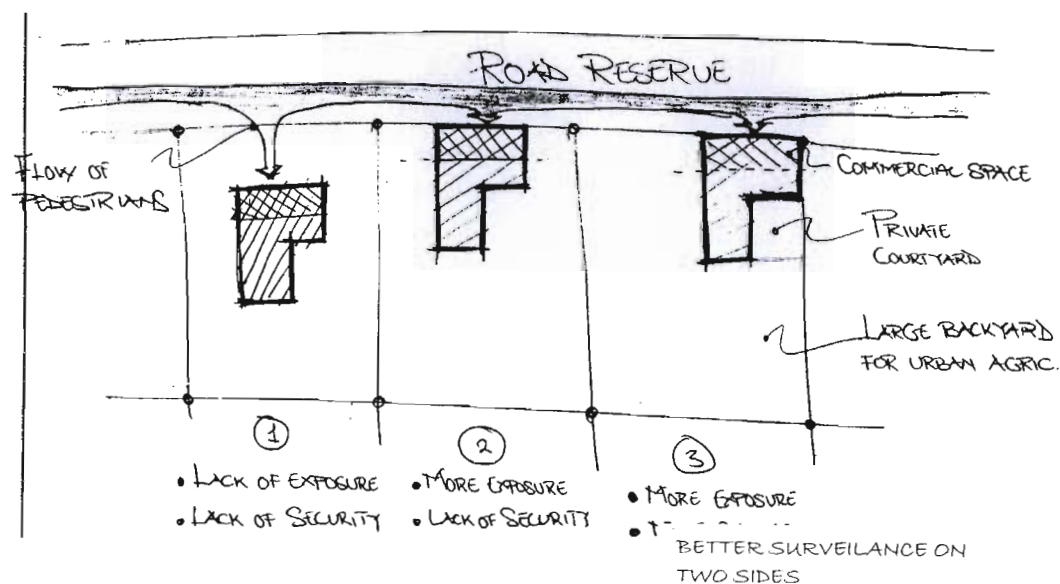 ROAD RESERVE
FLOW OF
PEDESTRIANS
COMMERCIAL SPACE
PRIVATE
COURTYARD
LARGE BACKYARD
FOR URBAN AGRIC.
1
• LACK OF EXPOSURE
• LACK OF SECURITY
2
• MORE EXPOSURE
• LACK OF SECURITY
3
• MORE EXPOSURE
•
BETTER SURVEILANCE ON
TWO SIDES